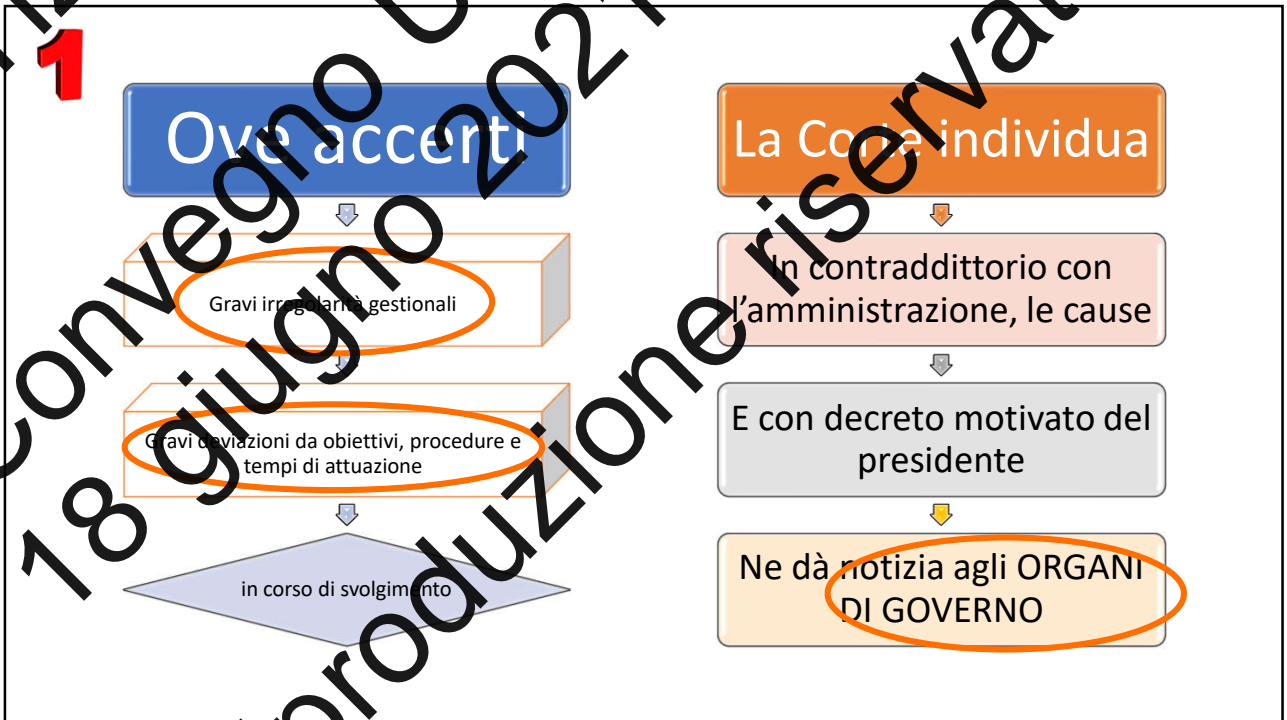 1
Ove accerti
Gravi irregolarità gestionali
Gravi deviazioni da obiettivi, procedure e
tempi di attuazione
in corso di svolgimento
La Corte individua
In contraddittorio con
l'amministrazione, le cause
E con decreto motivato del
presidente
Ne dà notizia agli ORGANI
DI GOVERNO
Convegno
18 giugno 2021